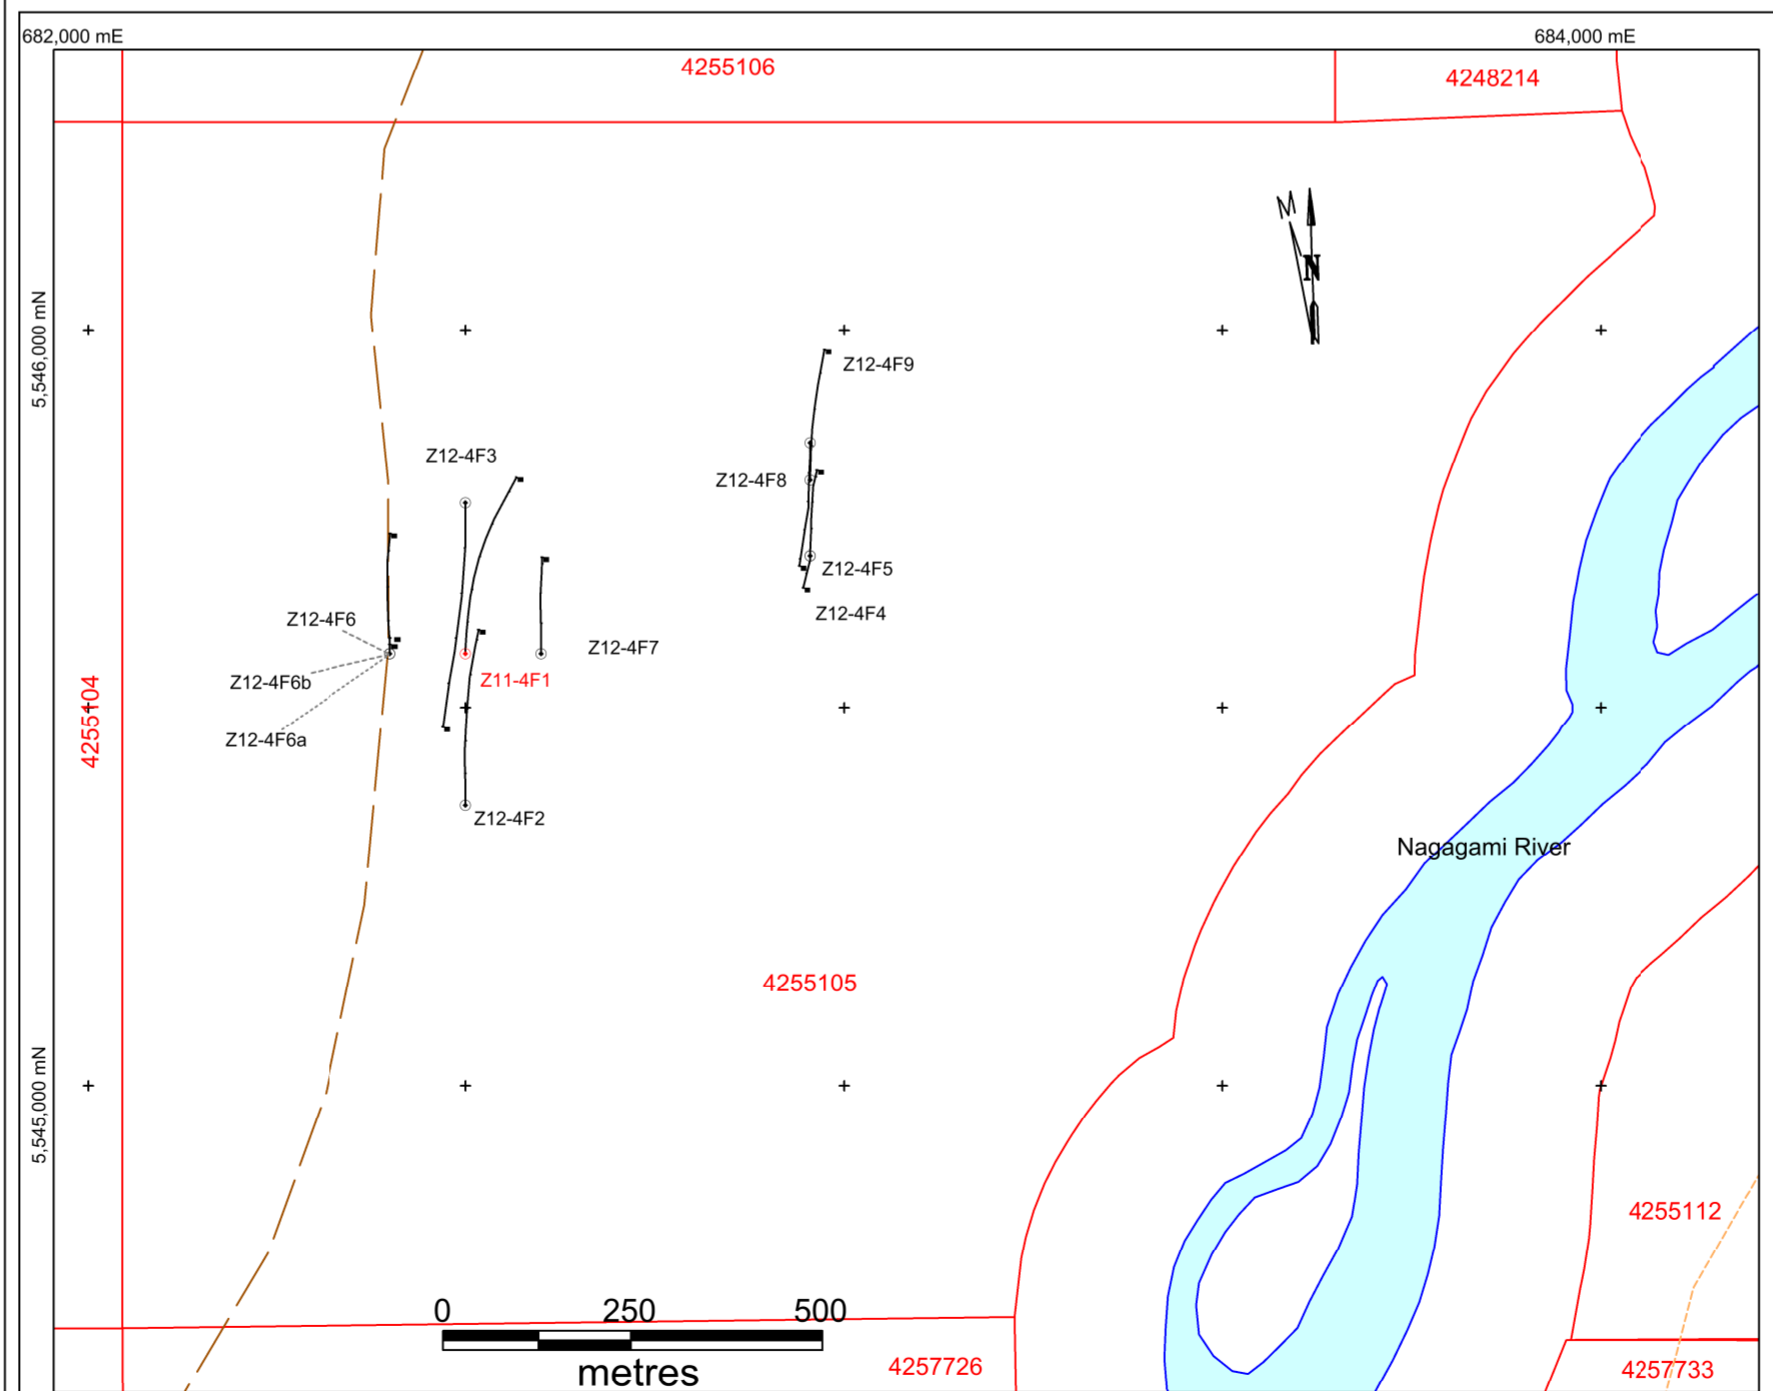 682,000 mE
684,000 mE
4255106
4248214
M
N
5,546,000 mN
Z12-4F9
Z12-4F3
Z12-4F8
Z12-4F5
Z12-4F4
Z12-4F6
Z12-4F7
Z12-4F6b
Z11-4F1
4255104
Z12-4F6a
Z12-4F2
Nagagami River
4255105
5,545,000 mN
4255112
0 250 500
metres
4257726
4257733